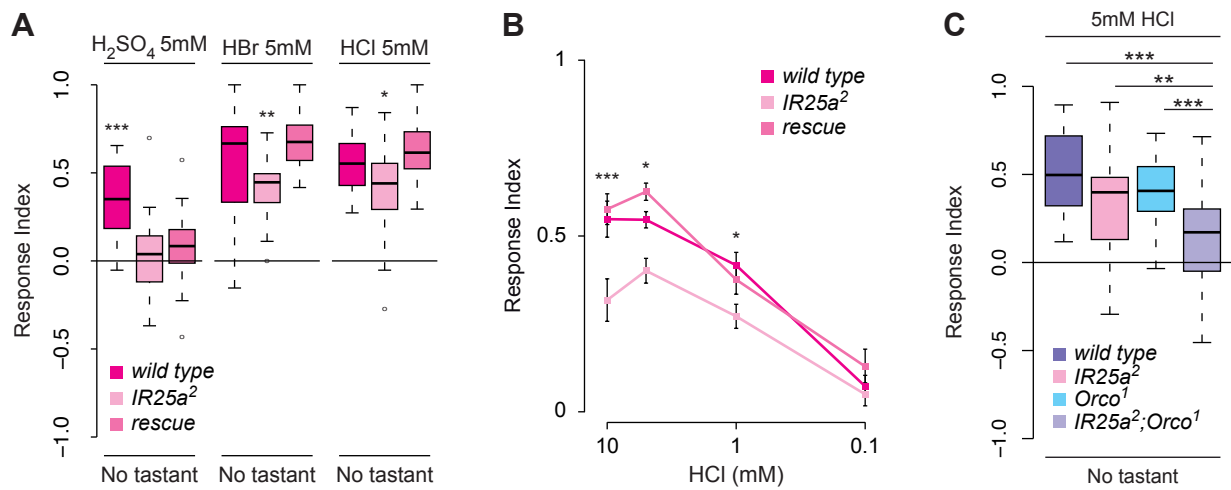 A
H₂SO₄ 5mM HBr 5mM HCl 5mM
Response Index
1.0
0.5
0.0
−0.5
−1.0
***
**
*
wild type
IR25a²
rescue
No tastant No tastant No tastant
B
Response Index
1
0.5
0
***
*
*
wild type
IR25a²
rescue
10 1 0.1
HCl (mM)
C
5mM HCl
***
**
***
Response Index
1.0
0.5
0.0
−0.5
−1.0
wild type
IR25a²
Orco¹
IR25a²;Orco¹
No tastant